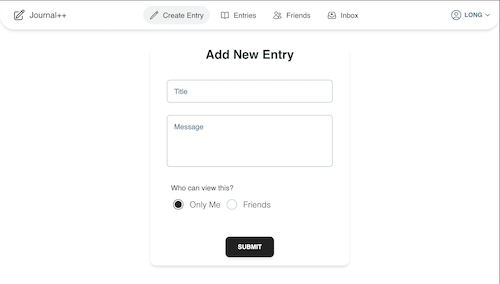 Journal++ Create Entry Entries Friends Inbox LONG
Add New Entry
Title
Message
Who can view this?
Only Me Friends
SUBMIT